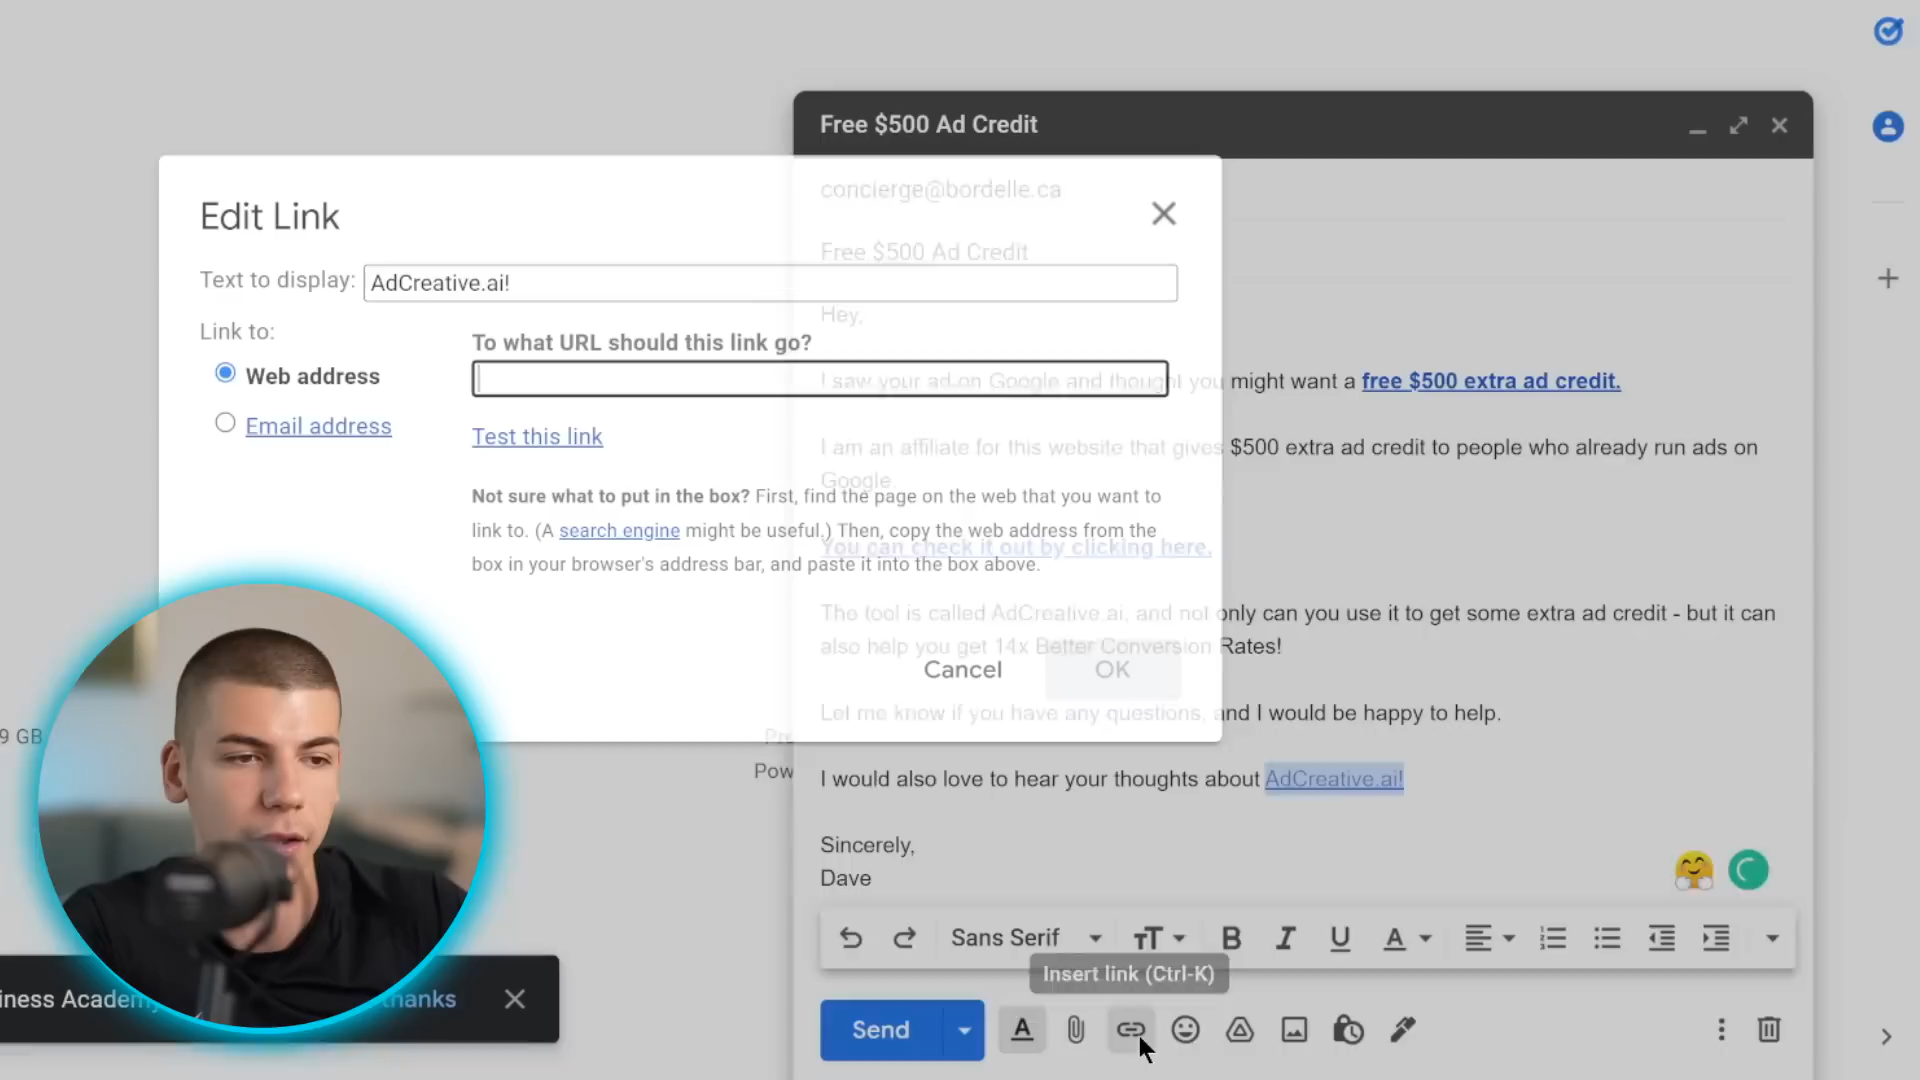 Free $500 Ad Credit
concierge@bordelle.ca
Edit Link
Free $500 Ad Credit
Text to display: AdCreative.ai!
Hey,
Link to:
To what URL should this link go?
Web address
I saw your ad on Google and thought you might want a free $500 extra ad credit.
Email address
Test this link
I am an affiliate for this website that gives $500 extra ad credit to people who already run ads on
Google.
Not sure what to put in the box? First, find the page on the web that you want to
link to. (A search engine might be useful.) Then, copy the web address from the
box in your browser's address bar, and paste it into the box above.
You can check it out by clicking here.
The tool is called AdCreative.ai, and not only can you use it to get some extra ad credit - but it can
also help you get 14x Better Conversion Rates!
Cancel
OK
Let me know if you have any questions, and I would be happy to help.
9 GB
Pow
I would also love to hear your thoughts about AdCreative.ai!
Sincerely,
Dave
Sans Serif
Insert link (Ctrl-K)
iness Academy
thanks
Send